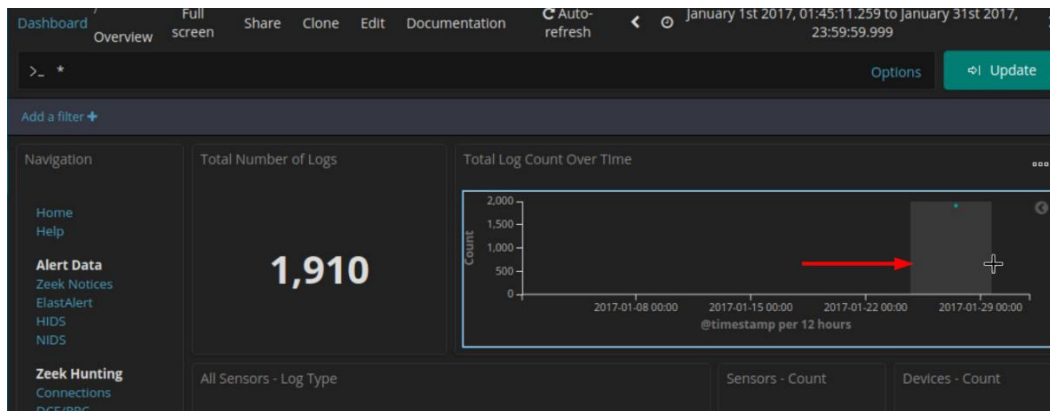 Dashboard / Overview
Full screen
Share
Clone
Edit
Documentation
Auto-refresh
January 1st 2017, 01:45:11.259 to January 31st 2017, 23:59:59.999
>_ *
Options
Update
Add a filter +
Navigation
Home
Help
Alert Data
Zeek Notices
ElastAlert
HIDS
NIDS
Zeek Hunting
Connections
DCE/RPC
Total Number of Logs
1,910
Total Log Count Over TIme
Count
2,000
1,500
1,000
500
0
2017-01-08 00:00
2017-01-15 00:00
2017-01-22 00:00
2017-01-29 00:00
@timestamp per 12 hours
All Sensors - Log Type
Sensors - Count
Devices - Count